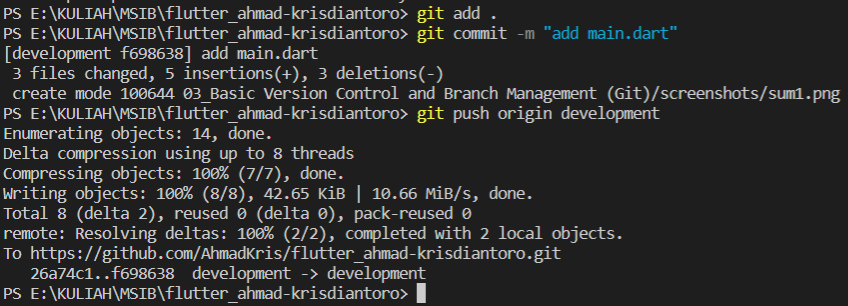 PS E:\KULIAH\MSIB\flutter_ahmad-krisdiantoro> git add .
PS E:\KULIAH\MSIB\flutter_ahmad-krisdiantoro> git commit -m "add main.dart"
[development f698638] add main.dart
 3 files changed, 5 insertions(+), 3 deletions(-)
 create mode 100644 03_Basic Version Control and Branch Management (Git)/screenshots/sum1.png
PS E:\KULIAH\MSIB\flutter_ahmad-krisdiantoro> git push origin development
Enumerating objects: 14, done.
Delta compression using up to 8 threads
Compressing objects: 100% (7/7), done.
Writing objects: 100% (8/8), 42.65 KiB | 10.66 MiB/s, done.
Total 8 (delta 2), reused 0 (delta 0), pack-reused 0
remote: Resolving deltas: 100% (2/2), completed with 2 local objects.
To https://github.com/AhmadKris/flutter_ahmad-krisdiantoro.git
   26a74c1..f698638  development -> development
PS E:\KULIAH\MSIB\flutter_ahmad-krisdiantoro>